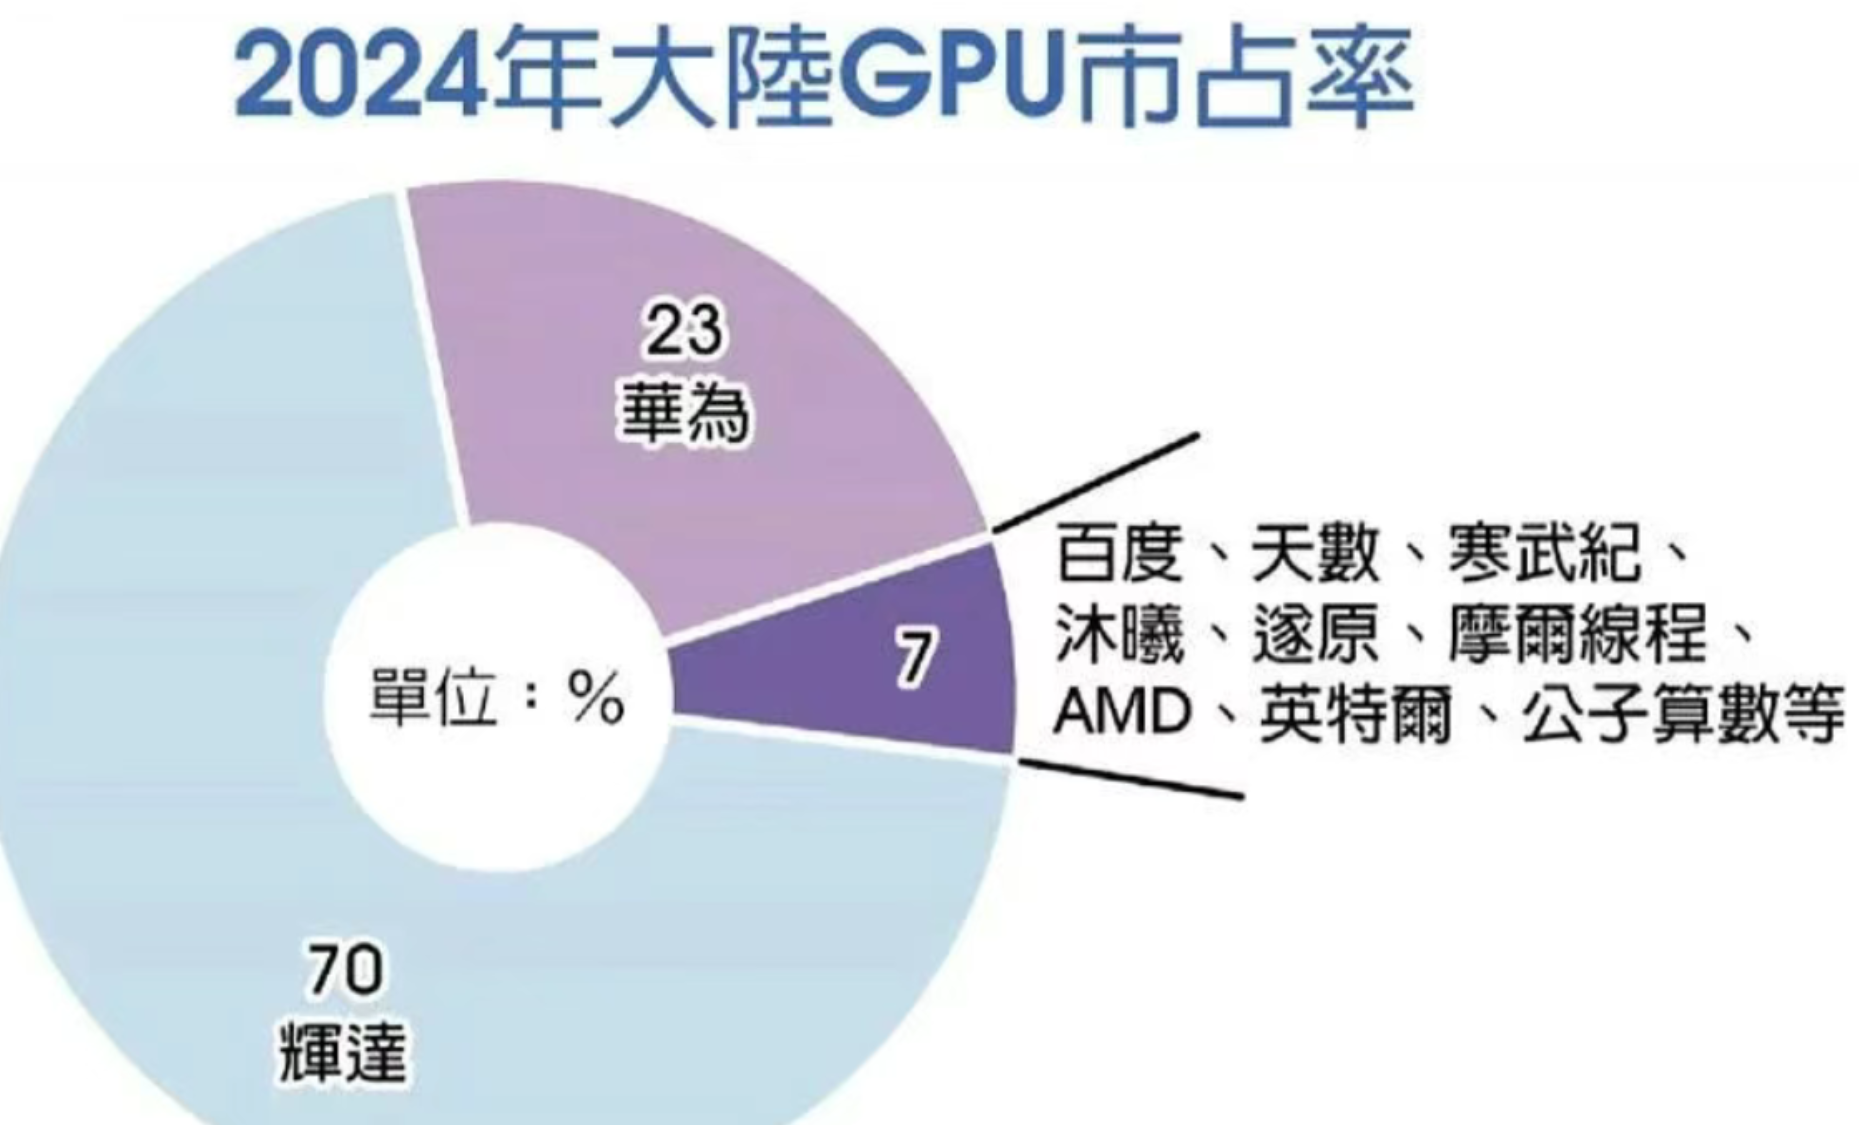 2024年大陸GPU市占率
23
華為
百度、天數、寒武紀、
沐曦、遂原、摩爾線程、
AMD、英特爾、公子算數等
7
單位：%
70
輝達